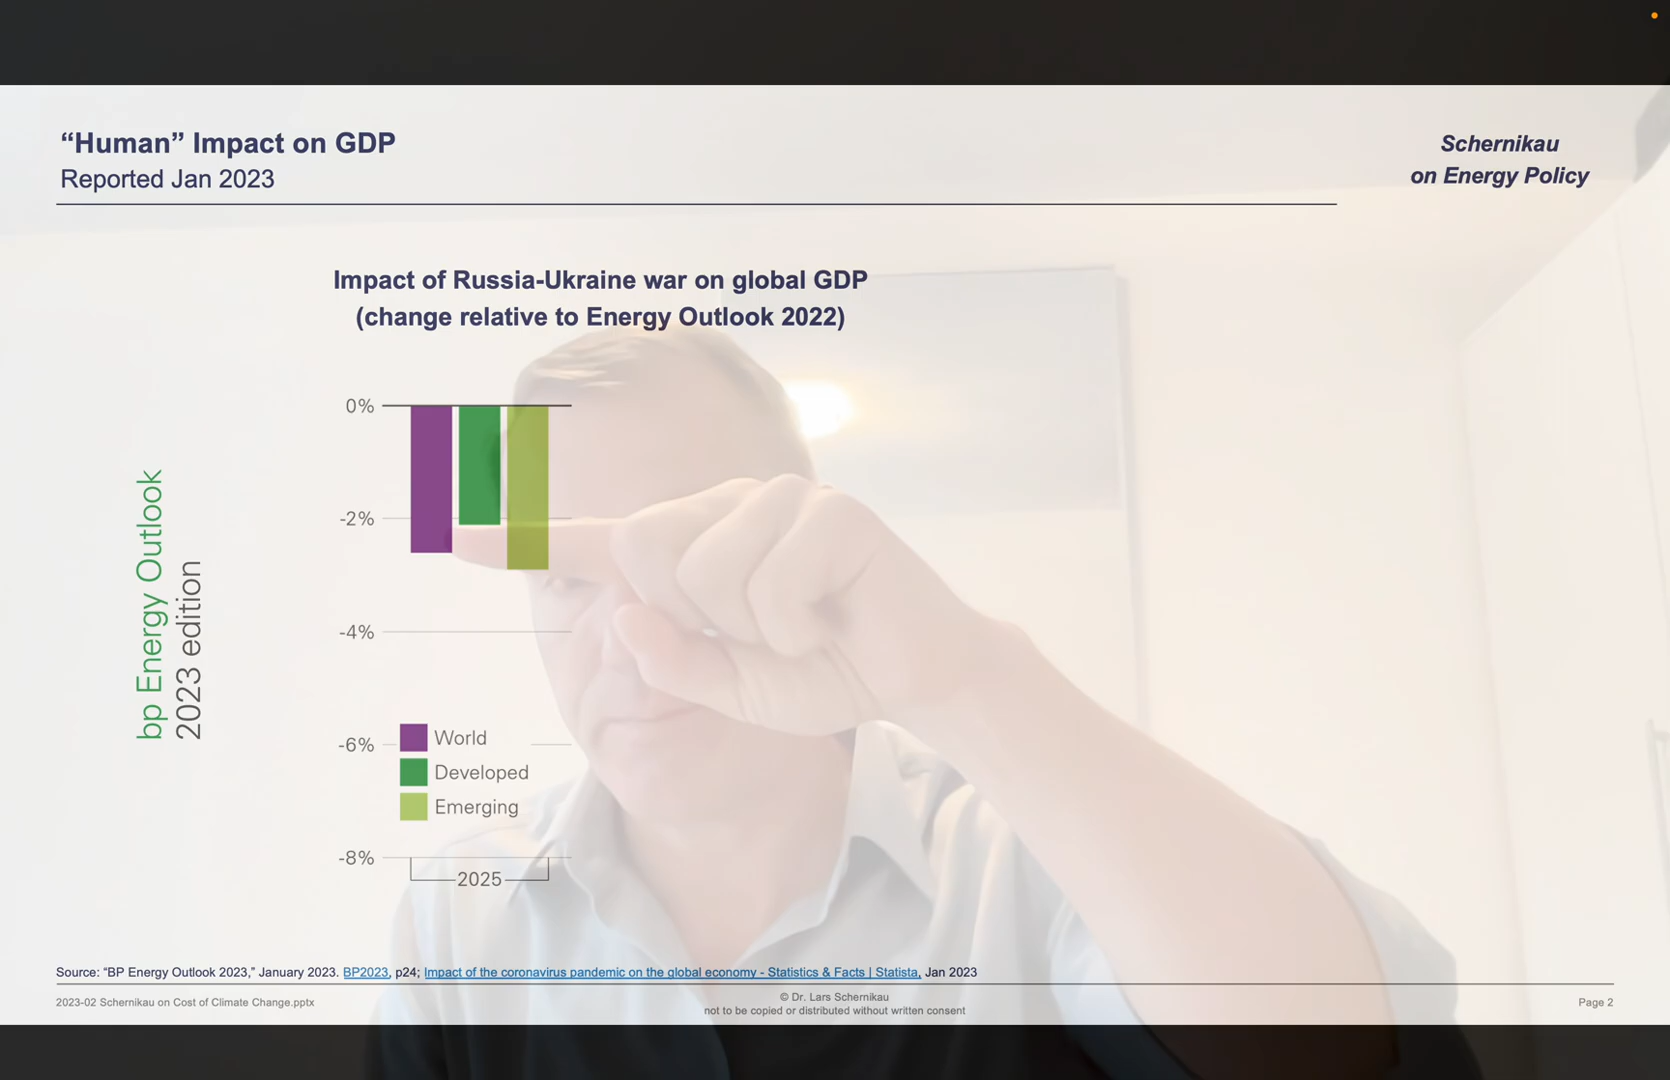 “Human” Impact on GDP
Reported Jan 2023
Schernikau
on Energy Policy
Impact of Russia-Ukraine war on global GDP
(change relative to Energy Outlook 2022)
0%
-2%
-4%
-6%
-8%
World
Developed
Emerging
2025
bp Energy Outlook
2023 edition
Source: “BP Energy Outlook 2023,” January 2023. BP2023, p24; Impact of the coronavirus pandemic on the global economy - Statistics & Facts | Statista, Jan 2023
2023-02 Schernikau on Cost of Climate Change.pptx
© Dr. Lars Schernikau
not to be copied or distributed without written consent
Page 2